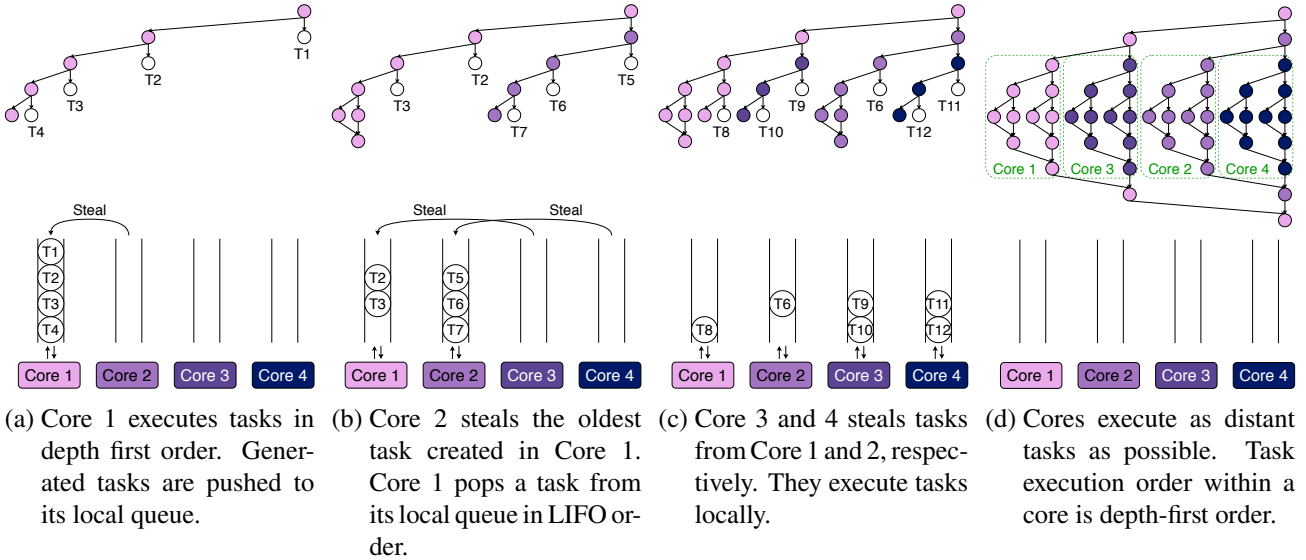 T1
T2
T3
T4
T2
T5
T3
T6
T7
T9
T6
T11
T8
T10
T12
Core 1
Core 3
Core 2
Core 4
Steal
Steal
Steal
T1
T2
T3
T4
T2
T3
T5
T6
T7
T8
T6
T9
T10
T11
T12
Core 1 Core 2 Core 3 Core 4
Core 1 Core 2 Core 3 Core 4
Core 1 Core 2 Core 3 Core 4
Core 1 Core 2 Core 3 Core 4
(a) Core 1 executes tasks in
depth first order. Gener-
ated tasks are pushed to
its local queue.
(b) Core 2 steals the oldest
task created in Core 1.
Core 1 pops a task from
its local queue in LIFO or-
der.
(c) Core 3 and 4 steals tasks
from Core 1 and 2, respec-
tively. They execute tasks
locally.
(d) Cores execute as distant
tasks as possible. Task
execution order within a
core is depth-first order.